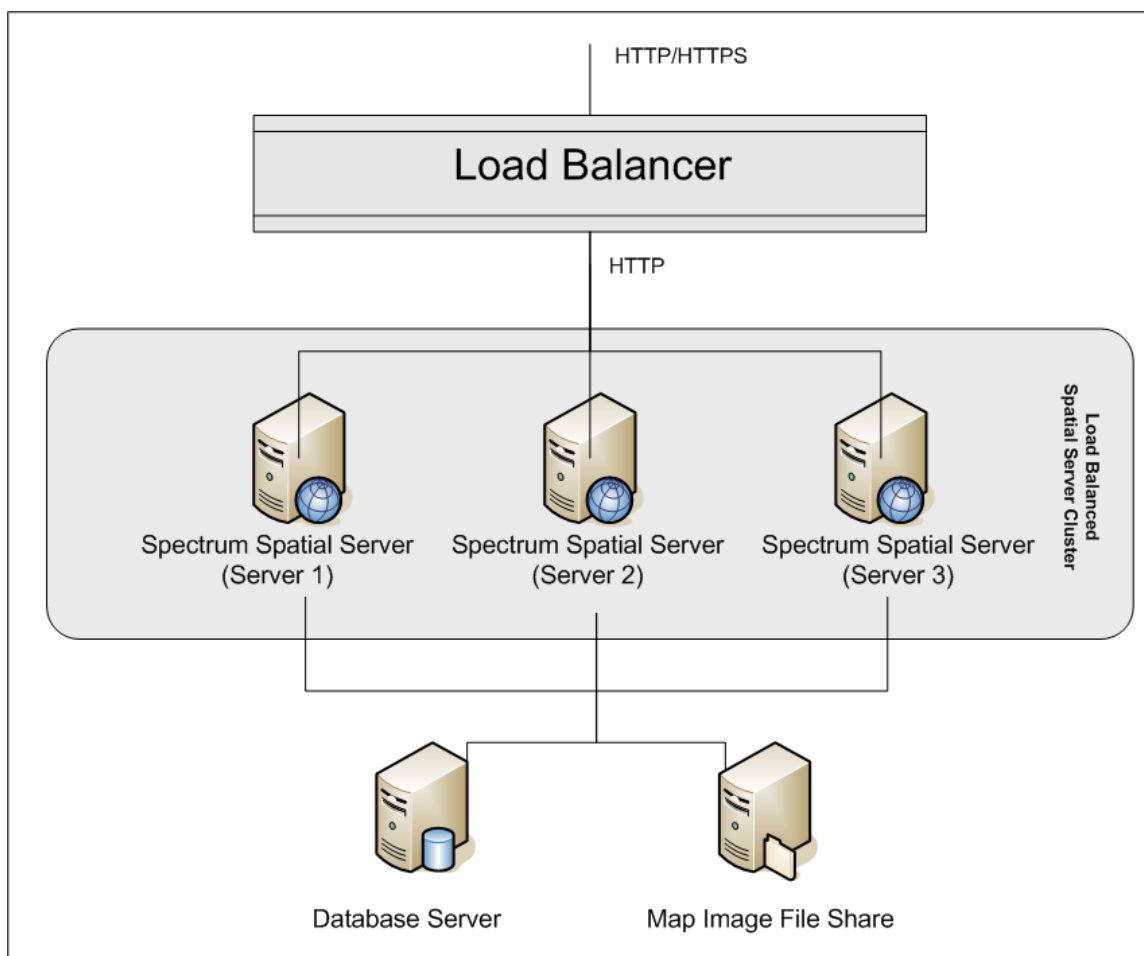 HTTP/HTTPS
Load Balancer
HTTP
Load Balanced
Spatial Server Cluster
Spectrum Spatial Server
(Server 1)
Spectrum Spatial Server
(Server 2)
Spectrum Spatial Server
(Server 3)
Database Server
Map Image File Share